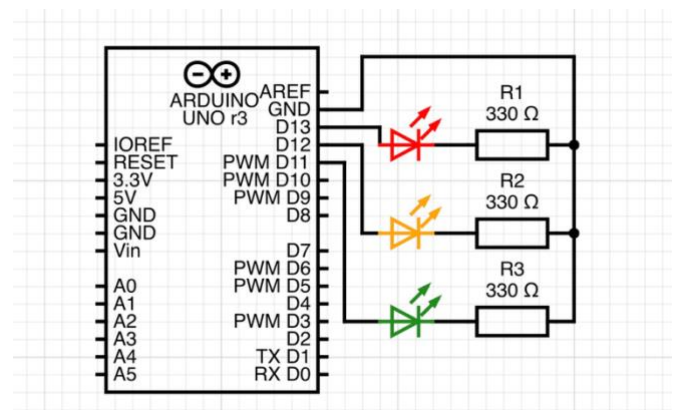 ARDUINO
UNO r3
AREF
GND
D13
D12
PWM D11
PWM D10
PWM D9
D8
D7
PWM D6
PWM D5
D4
PWM D3
D2
TX D1
RX D0
IOREF
RESET
3.3V
5V
GND
GND
Vin
A0
A1
A2
A3
A4
A5
R1
330 Ω
R2
330 Ω
R3
330 Ω